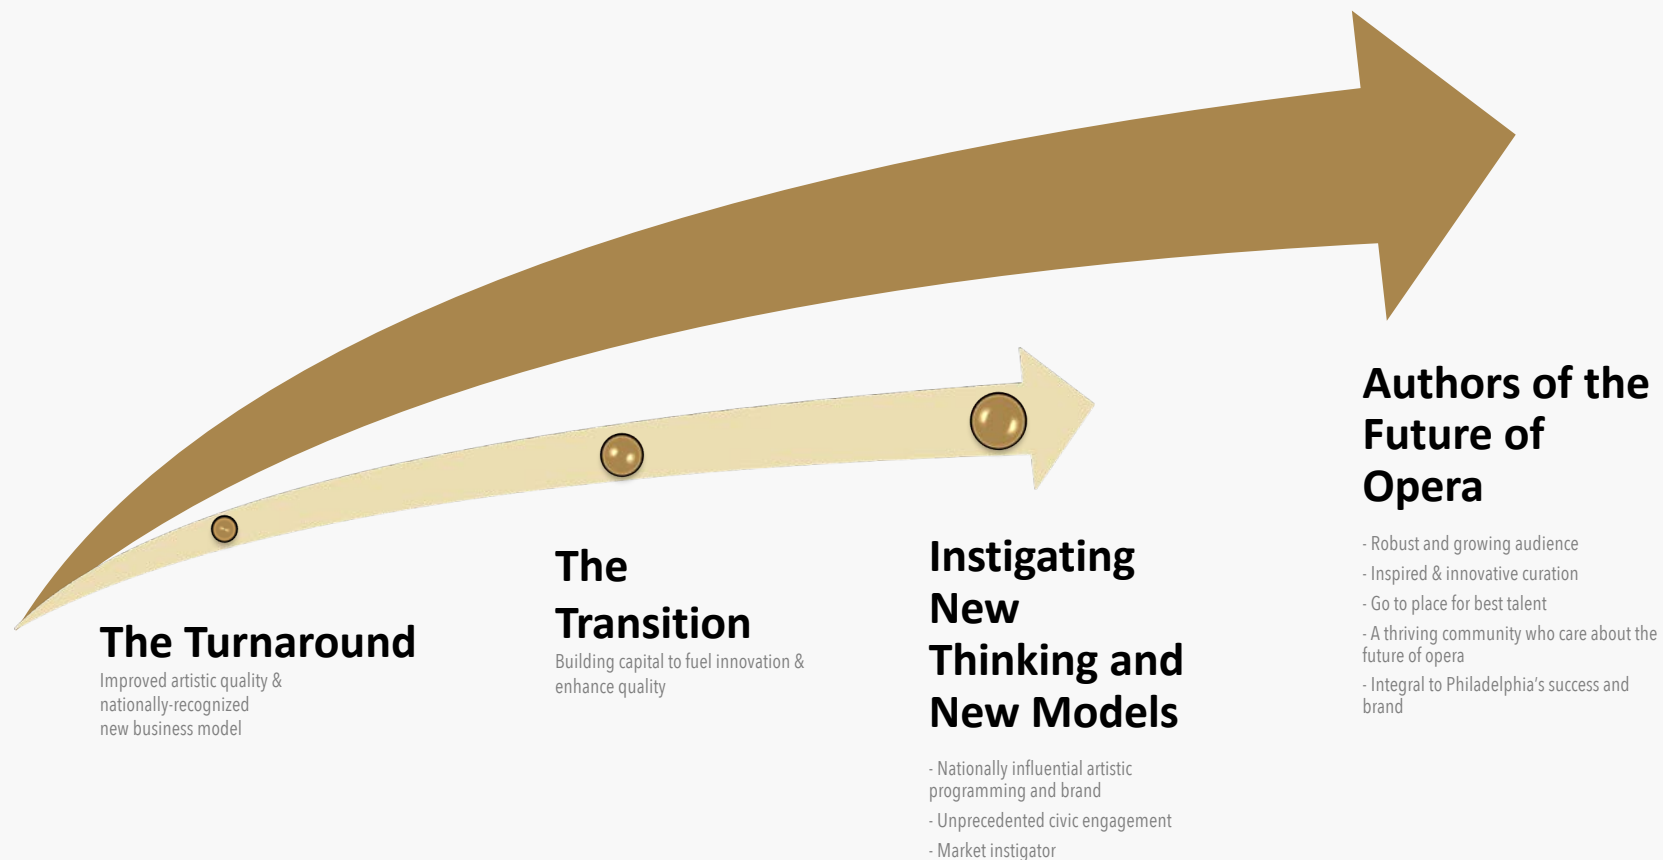 The Turnaround
Improved artistic quality &
nationally-recognized
new business model
The
Transition
Building capital to fuel innovation &
enhance quality
Instigating
New
Thinking and
New Models
- Nationally influential artistic
programming and brand
- Unprecedented civic engagement
- Market instigator
Authors of the
Future of
Opera
- Robust and growing audience
- Inspired & innovative curation
- Go to place for best talent
- A thriving community who care about the
future of opera
- Integral to Philadelphia's success and
brand